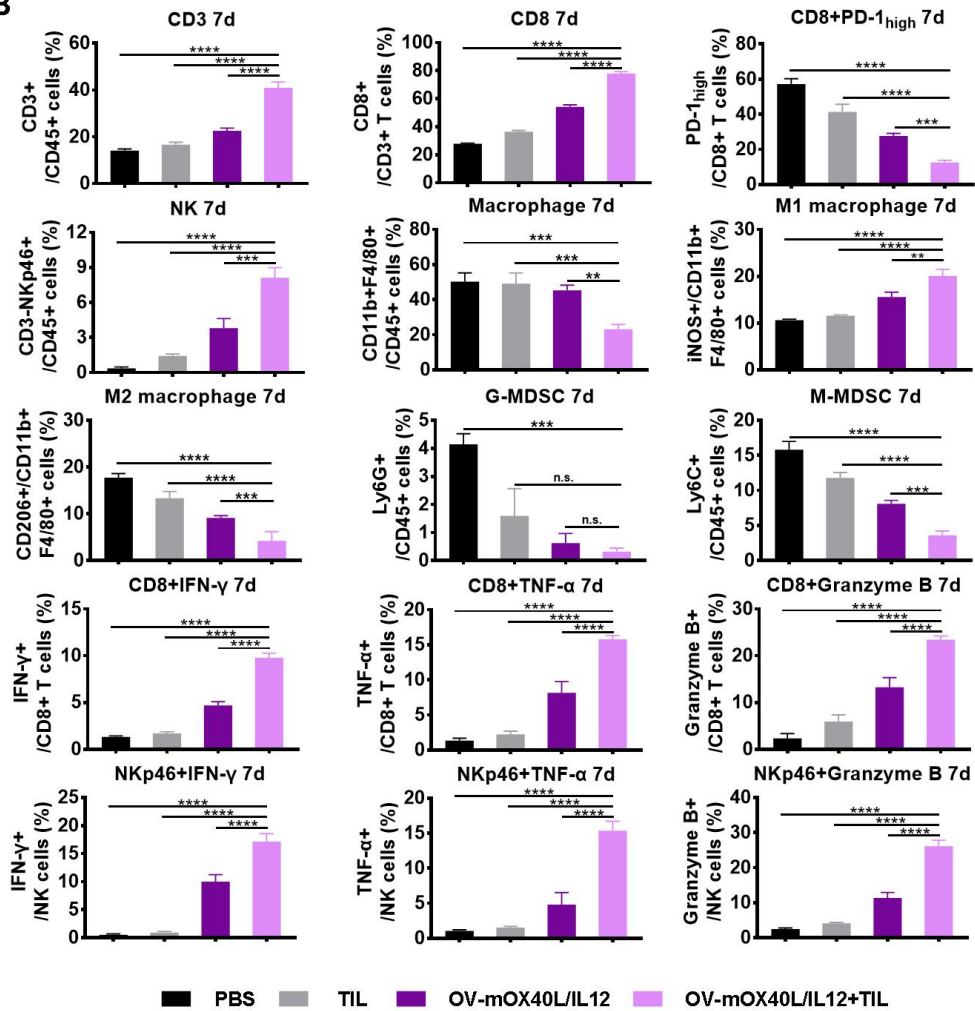 B
CD3 7d
CD3+
/CD45+ cells (%)
60
40
20
0
****
****
****
CD8 7d
CD8+
/CD3+ T cells (%)
100
80
60
40
20
0
****
****
****
CD8+PD-1high 7d
PD-1high
/CD8+ T cells (%)
80
60
40
20
0
****
****
***
NK 7d
CD3-NKp46+
/CD45+ cells (%)
12
9
6
3
0
****
****
***
Macrophage 7d
CD11b+F4/80+
/CD45+ cells (%)
80
60
40
20
0
***
***
**
M1 macrophage 7d
iNOS+/CD11b+
F4/80+ cells (%)
30
20
10
0
****
****
**
M2 macrophage 7d
CD206+/CD11b+
F4/80+ cells (%)
30
20
10
0
****
****
***
G-MDSC 7d
Ly6G+
/CD45+ cells (%)
5
4
3
2
1
0
***
n.s.
n.s.
M-MDSC 7d
Ly6C+
/CD45+ cells (%)
20
15
10
5
0
****
****
***
CD8+IFN-γ 7d
IFN-γ+
/CD8+ T cells (%)
15
10
5
0
****
****
****
CD8+TNF-α 7d
TNF-α+
/CD8+ T cells (%)
20
15
10
5
0
****
****
****
CD8+Granzyme B 7d
Granzyme B+
/CD8+ T cells (%)
30
20
10
0
****
****
****
NKp46+IFN-γ 7d
IFN-γ+
/NK cells (%)
25
20
15
10
5
0
****
****
****
NKp46+TNF-α 7d
TNF-α+
/NK cells (%)
20
15
10
5
0
****
****
****
NKp46+Granzyme B 7d
Granzyme B+
/NK cells (%)
40
30
20
10
0
****
****
****
PBS TIL OV-mOX40L/IL12 OV-mOX40L/IL12+TIL